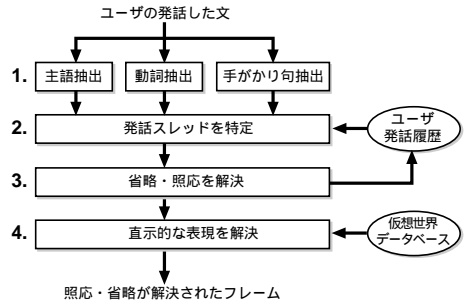 ユーザの発話した文
1. 主語抽出 動詞抽出 手がかり句抽出
2. 発話スレッドを特定
ユーザ
発話履歴
3. 省略・照応を解決
4. 直示的な表現を解決
仮想世界
データベース
照応・省略が解決されたフレーム